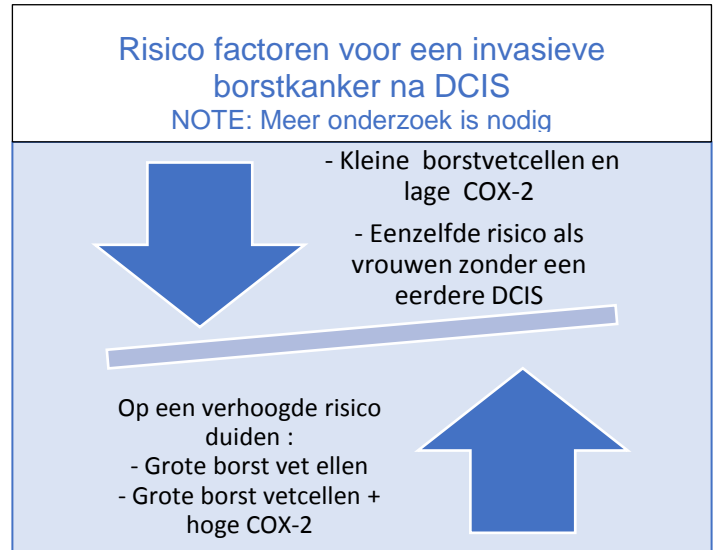 Risico factoren voor een invasieve
borstkanker na DCIS
NOTE: Meer onderzoek is nodig
- Kleine borstvetcellen en
lage COX-2
- Eenzelfde risico als
vrouwen zonder een
eerdere DCIS
Op een verhoogde risico
duiden :
- Grote borst vet ellen
- Grote borst vetcellen +
hoge COX-2